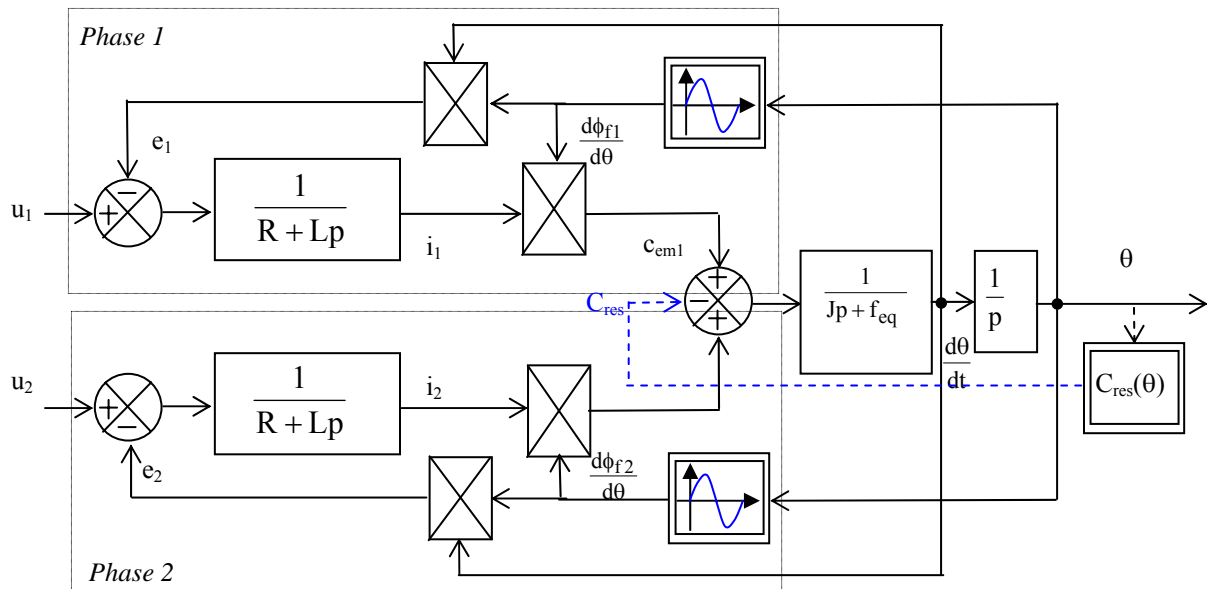 Phase 1
e₁
dϕf1
dθ
u₁
+
−
1
R + Lp
i₁
cem1
+
−
+
Cres
1
Jp + feq
1
p
θ
dθ
dt
Cres(θ)
u₂
+
−
1
R + Lp
i₂
e₂
dϕf2
dθ
Phase 2